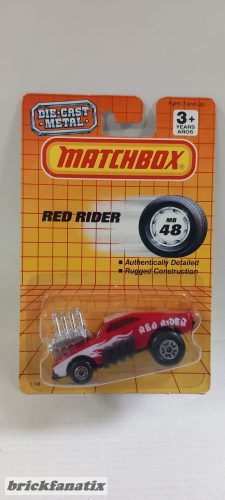 DIE-CAST
METAL
Ages 3 and Up
3+
YEARS
AÑOS
MATCHBOX
RED RIDER
MB
48
■ Authentically Detailed
■ Rugged Construction
RED RIDER
brickfanatix